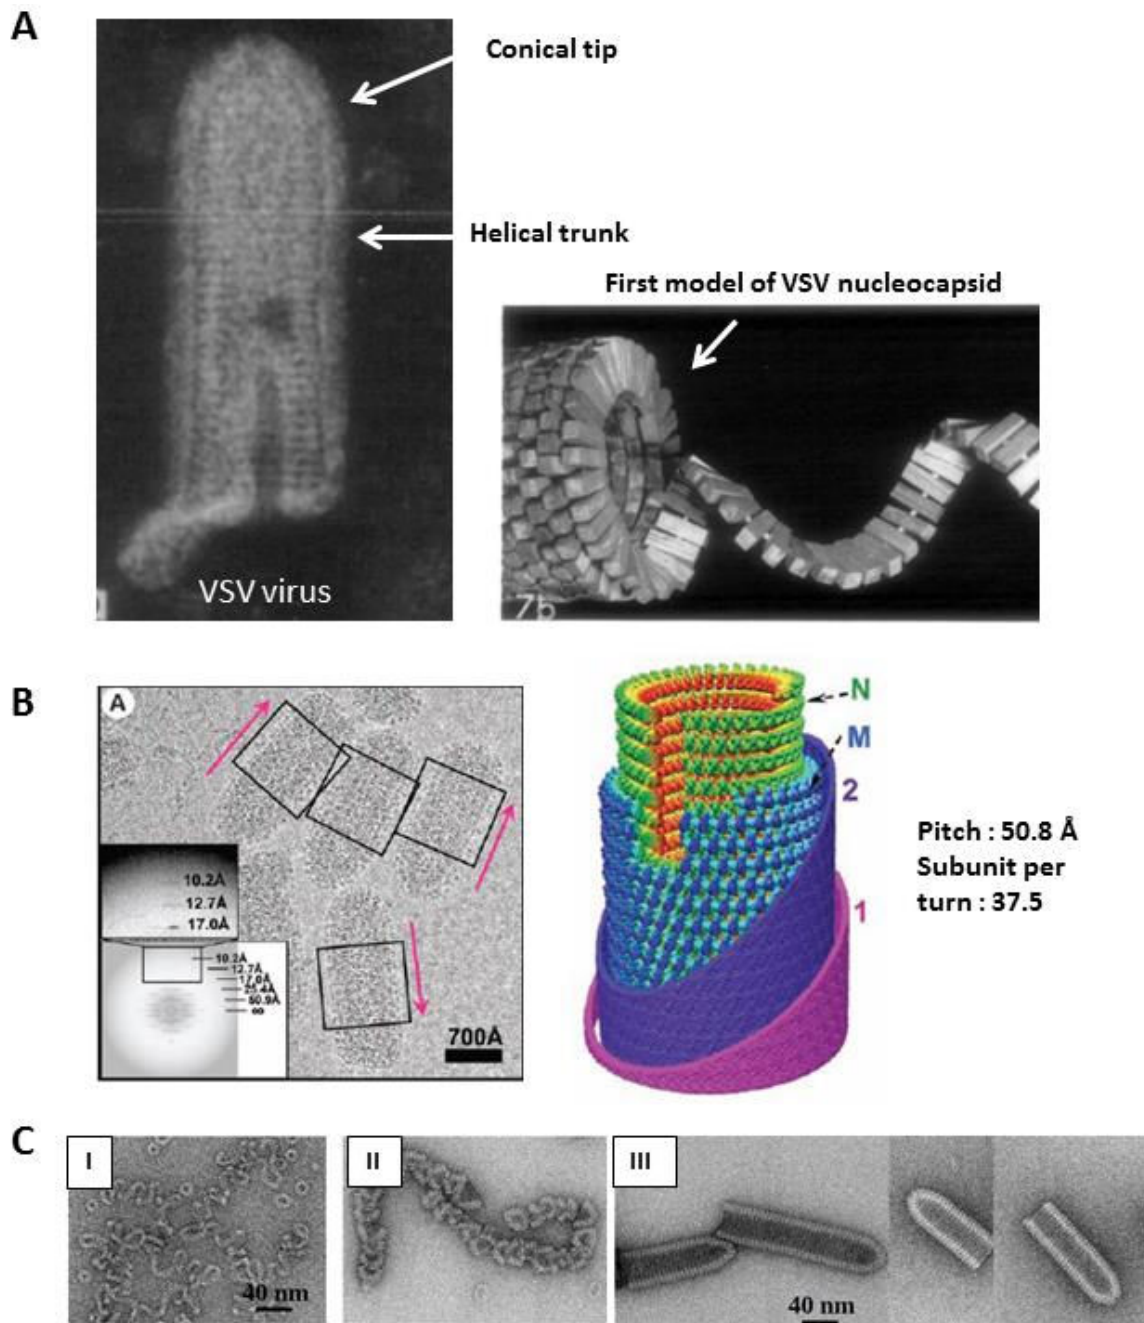 A
Conical tip
Helical trunk
First model of VSV nucleocapsid
VSV virus
7b
B
A
10.2Å
12.7Å
17.0Å
10.2Å
12.7Å
17.0Å
25.4Å
50.9Å
∞
700Å
N
M
2
1
Pitch : 50.8 Å
Subunit per
turn : 37.5
C
I
II
III
40 nm
40 nm